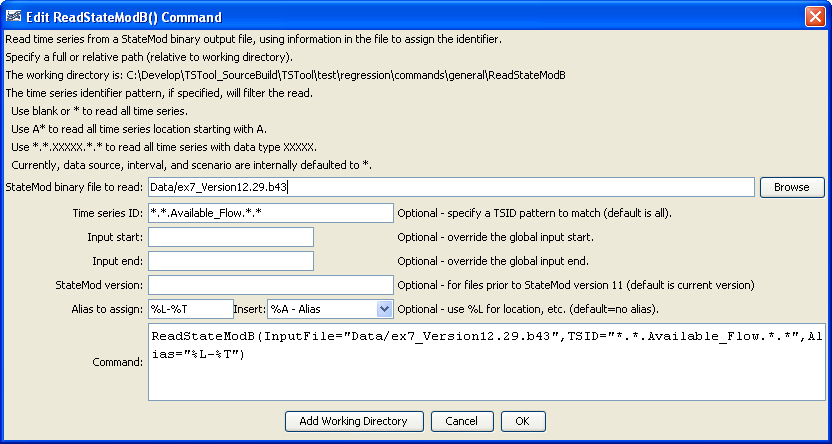 Edit ReadStateModB() Command
Read time series from a StateMod binary output file, using information in the file to assign the identifier.
Specify a full or relative path (relative to working directory).
The working directory is: C:\Develop\TSTool_SourceBuild\TSTool\test\regression\commands\general\ReadStateModB
The time series identifier pattern, if specified, will filter the read.
Use blank or * to read all time series.
Use A* to read all time series location starting with A.
Use *.*.XXXXX.*.* to read all time series with data type XXXXX.
Currently, data source, interval, and scenario are internally defaulted to *.
StateMod binary file to read: Data/ex7_Version12.29.b43 Browse
Time series ID: *.*.Available_Flow.*.* Optional - specify a TSID pattern to match (default is all).
Input start: Optional - override the global input start.
Input end: Optional - override the global input end.
StateMod version: Optional - for files prior to StateMod version 11 (default is current version)
Alias to assign: %L-%T Insert: %A - Alias Optional - use %L for location, etc. (default=no alias).
Command: ReadStateModB(InputFile="Data/ex7_Version12.29.b43",TSID="*.*.Available_Flow.*.*",Al
ias="%L-%T")
Add Working Directory Cancel OK